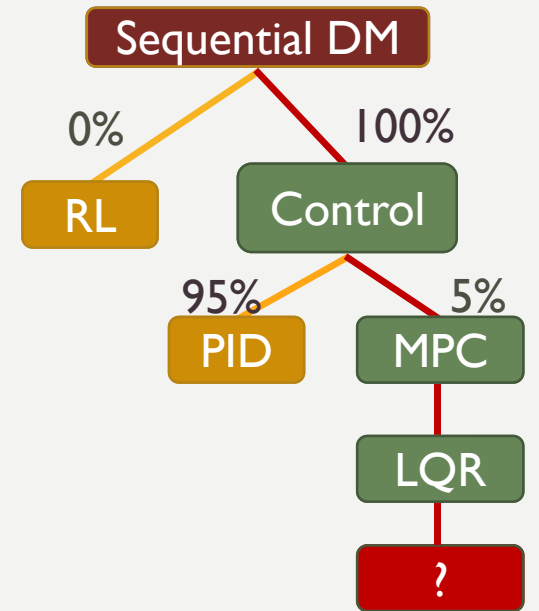 Sequential DM
0%
100%
RL
Control
95%
5%
PID
MPC
LQR
?